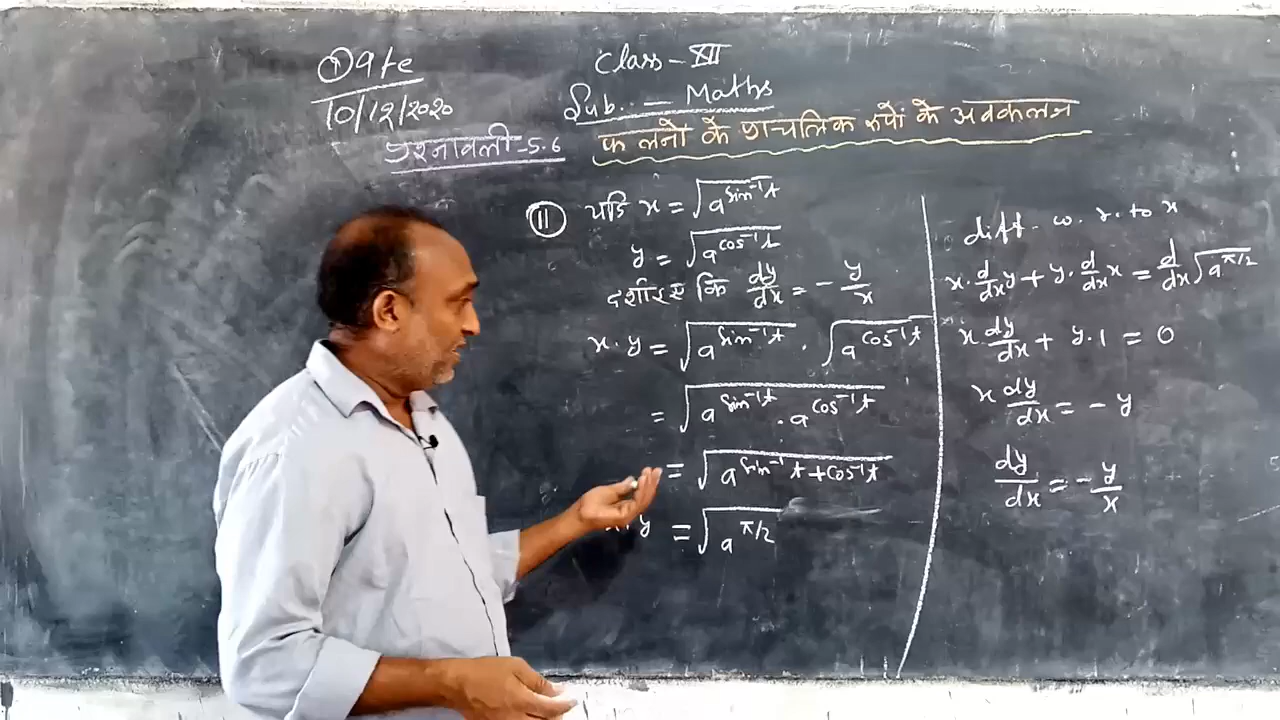 Date
10/12/2020
Class - XII
Sub. - Maths
फलनों के प्राचलिक रूपों के अवकलज
प्रश्नावली - 5.6
(11) यदि x = √(a^(sin⁻¹t))
y = √(a^(cos⁻¹t))
दर्शाइए कि dy/dx = - y/x
x.y = √(a^(sin⁻¹t)) . √(a^(cos⁻¹t))
= √(a^(sin⁻¹t) . a^(cos⁻¹t))
= √(a^(sin⁻¹t + cos⁻¹t))
y = √(a^(π/2))
diff. w. r. to x
x. d/dx y + y. d/dx x = d/dx √(a^(π/2))
x. dy/dx + y.1 = 0
x dy/dx = - y
dy/dx = - y/x